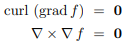 curl (grad f) = 0
∇ × ∇f = 0